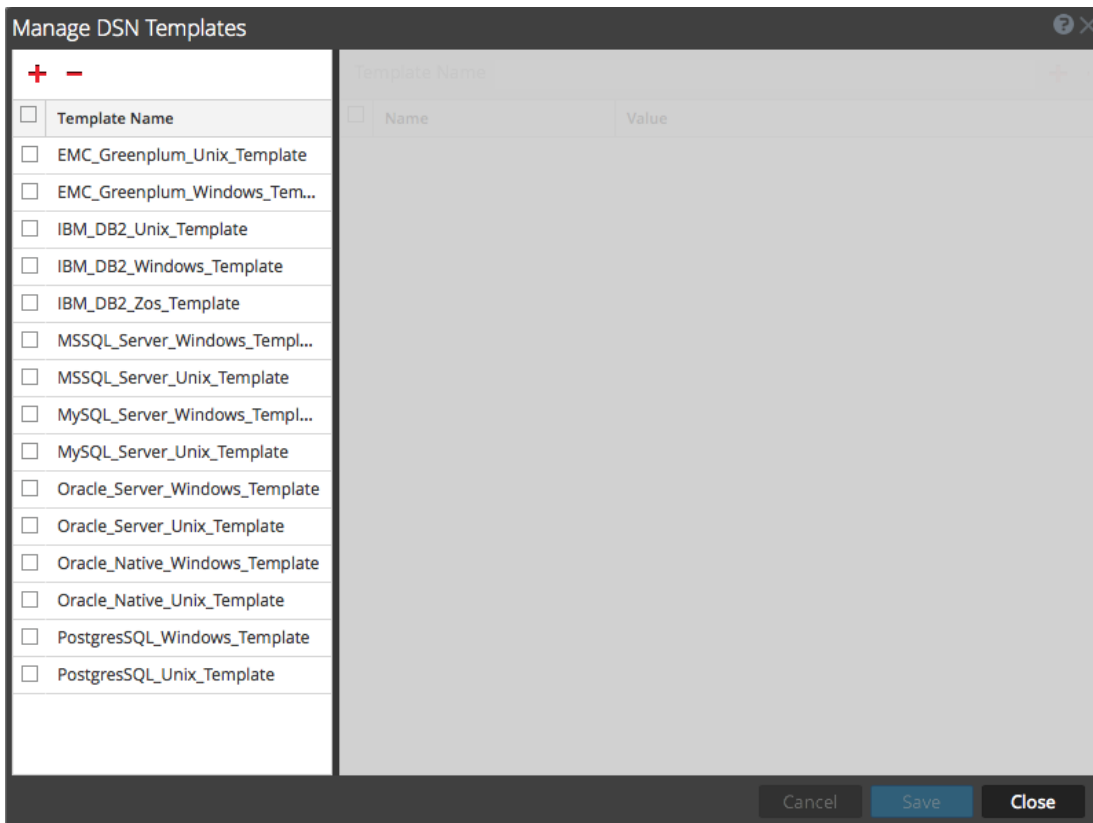 Manage DSN Templates
Template Name
Template Name
Name Value
EMC_Greenplum_Unix_Template
EMC_Greenplum_Windows_Tem...
IBM_DB2_Unix_Template
IBM_DB2_Windows_Template
IBM_DB2_Zos_Template
MSSQL_Server_Windows_Templ...
MSSQL_Server_Unix_Template
MySQL_Server_Windows_Templ...
MySQL_Server_Unix_Template
Oracle_Server_Windows_Template
Oracle_Server_Unix_Template
Oracle_Native_Windows_Template
Oracle_Native_Unix_Template
PostgresSQL_Windows_Template
PostgresSQL_Unix_Template
Cancel Save Close